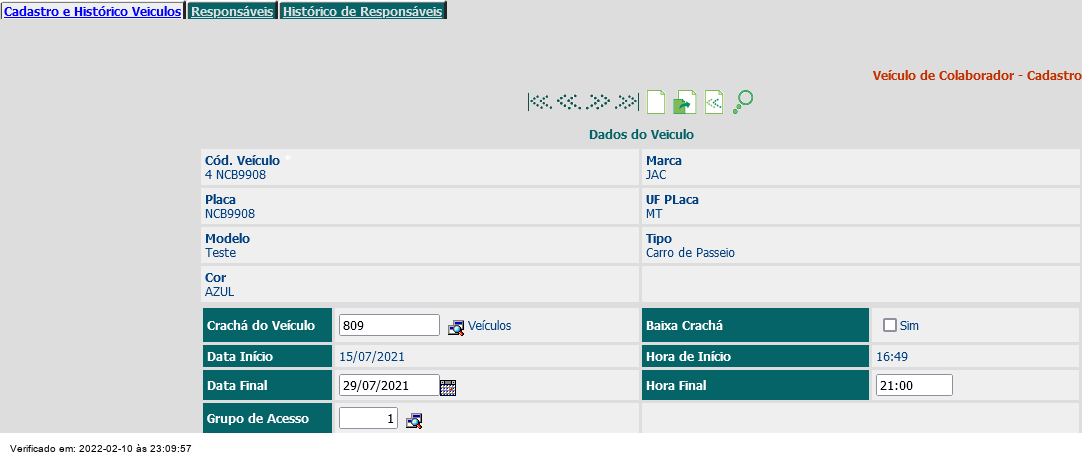 Cadastro e Histórico Veiculos Responsáveis Histórico de Responsáveis
Veículo de Colaborador - Cadastro
Dados do Veiculo
Cód. Veículo * Marca
4 NCB9908 JAC
Placa UF PLaca
NCB9908 MT
Modelo Tipo
Teste Carro de Passeio
Cor
AZUL
Crachá do Veículo 809 Veículos Baixa Crachá Sim
Data Início 15/07/2021 Hora de Início 16:49
Data Final 29/07/2021 Hora Final 21:00
Grupo de Acesso 1
Verificado em: 2022-02-10 às 23:09:57